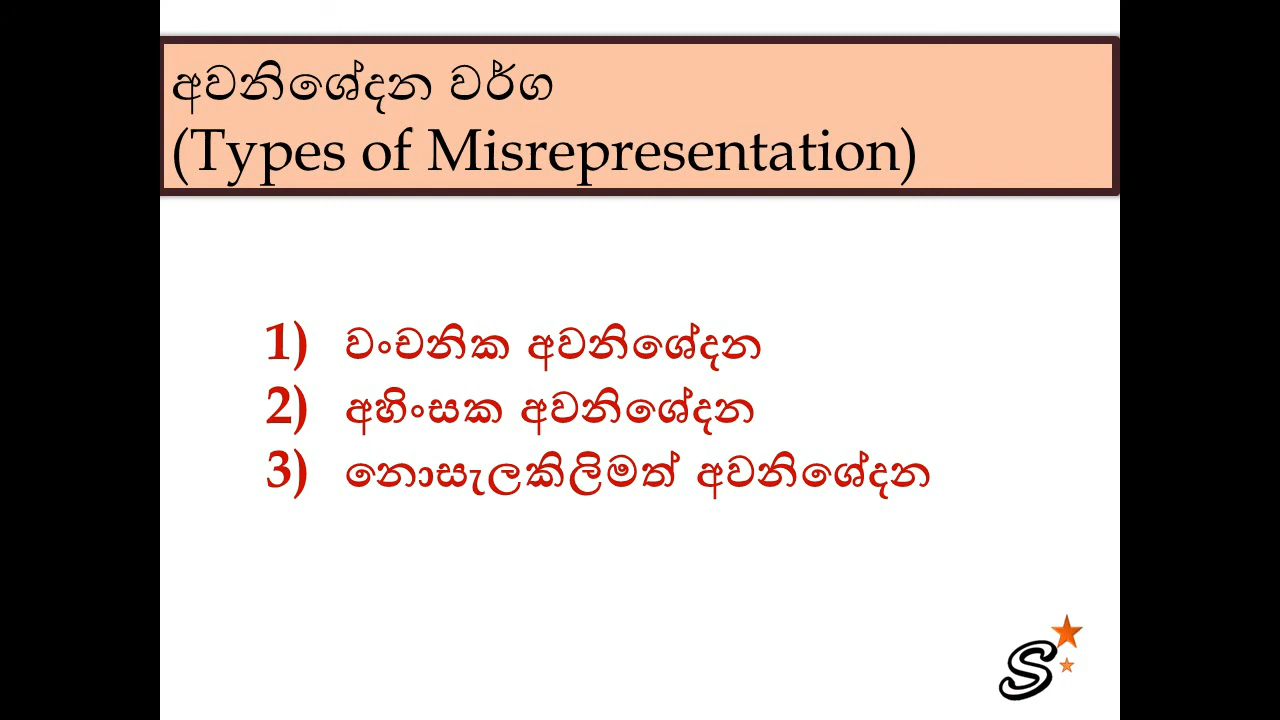 අවනිශේදන වර්ග
(Types of Misrepresentation)
1) වංචනික අවනිශේදන
2) අහිංසක අවනිශේදන
3) නොසැලකිලිමත් අවනිශේදන
S